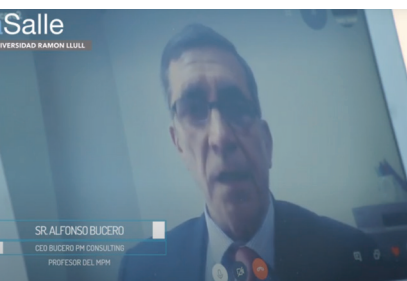 Salle
UNIVERSIDAD RAMON LLULL
SR. ALFONSO BUCERO
CEO BUCERO PM CONSULTING
PROFESOR DEL MPM